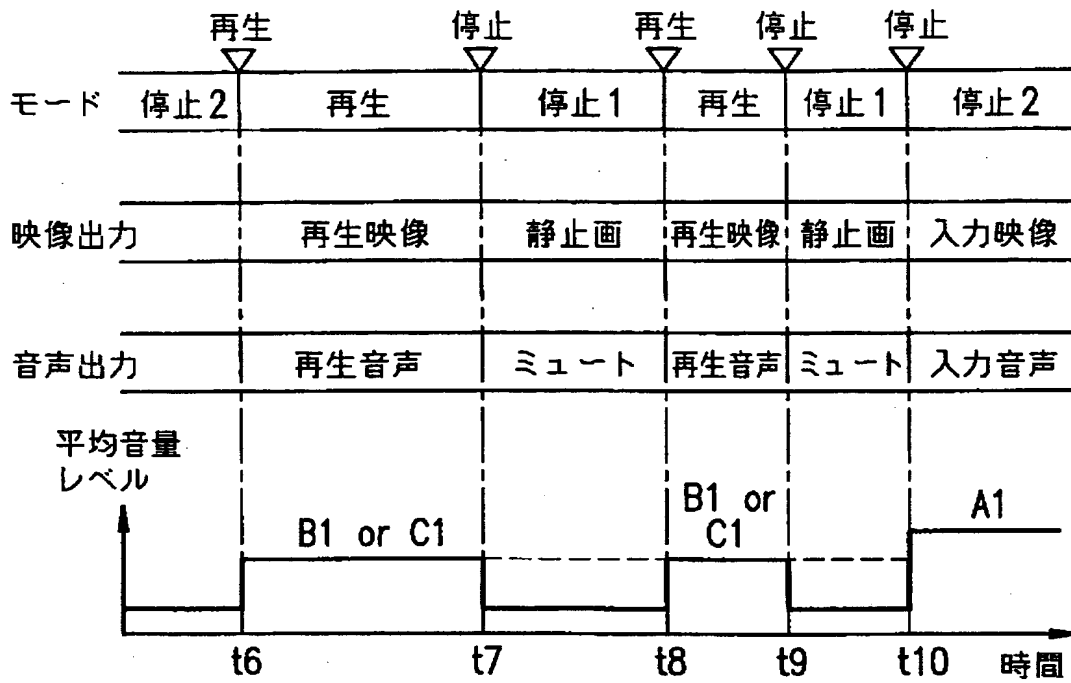 再生 停止 再生 停止 停止
モード 停止2 再生 停止1 再生 停止1 停止2
映像出力 再生映像 静止画 再生映像 静止画 入力映像
音声出力 再生音声 ミュート 再生音声 ミュート 入力音声
平均音量
レベル
B1 or C1
B1 or
C1
A1
t6 t7 t8 t9 t10 時間